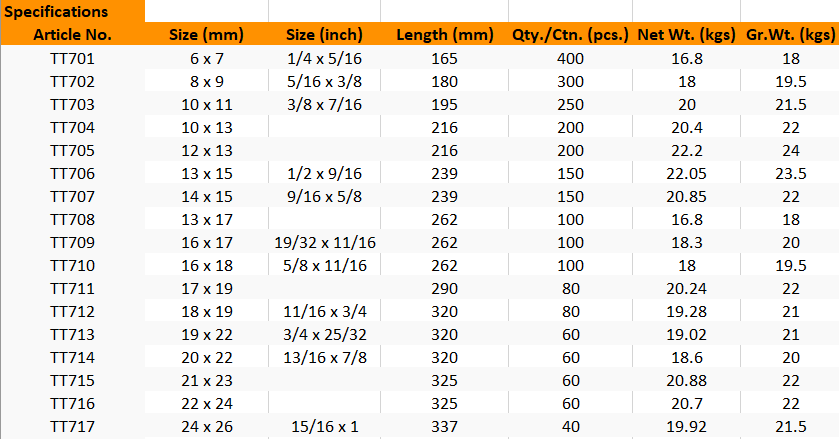 Specifications
Article No. Size (mm) Size (inch) Length (mm) Qty./Ctn. (pcs.) Net Wt. (kgs) Gr.Wt. (kgs)
TT701 6 x 7 1/4 x 5/16 165 400 16.8 18
TT702 8 x 9 5/16 x 3/8 180 300 18 19.5
TT703 10 x 11 3/8 x 7/16 195 250 20 21.5
TT704 10 x 13 216 200 20.4 22
TT705 12 x 13 216 200 22.2 24
TT706 13 x 15 1/2 x 9/16 239 150 22.05 23.5
TT707 14 x 15 9/16 x 5/8 239 150 20.85 22
TT708 13 x 17 262 100 16.8 18
TT709 16 x 17 19/32 x 11/16 262 100 18.3 20
TT710 16 x 18 5/8 x 11/16 262 100 18 19.5
TT711 17 x 19 290 80 20.24 22
TT712 18 x 19 11/16 x 3/4 320 80 19.28 21
TT713 19 x 22 3/4 x 25/32 320 60 19.02 21
TT714 20 x 22 13/16 x 7/8 320 60 18.6 20
TT715 21 x 23 325 60 20.88 22
TT716 22 x 24 325 60 20.7 22
TT717 24 x 26 15/16 x 1 337 40 19.92 21.5